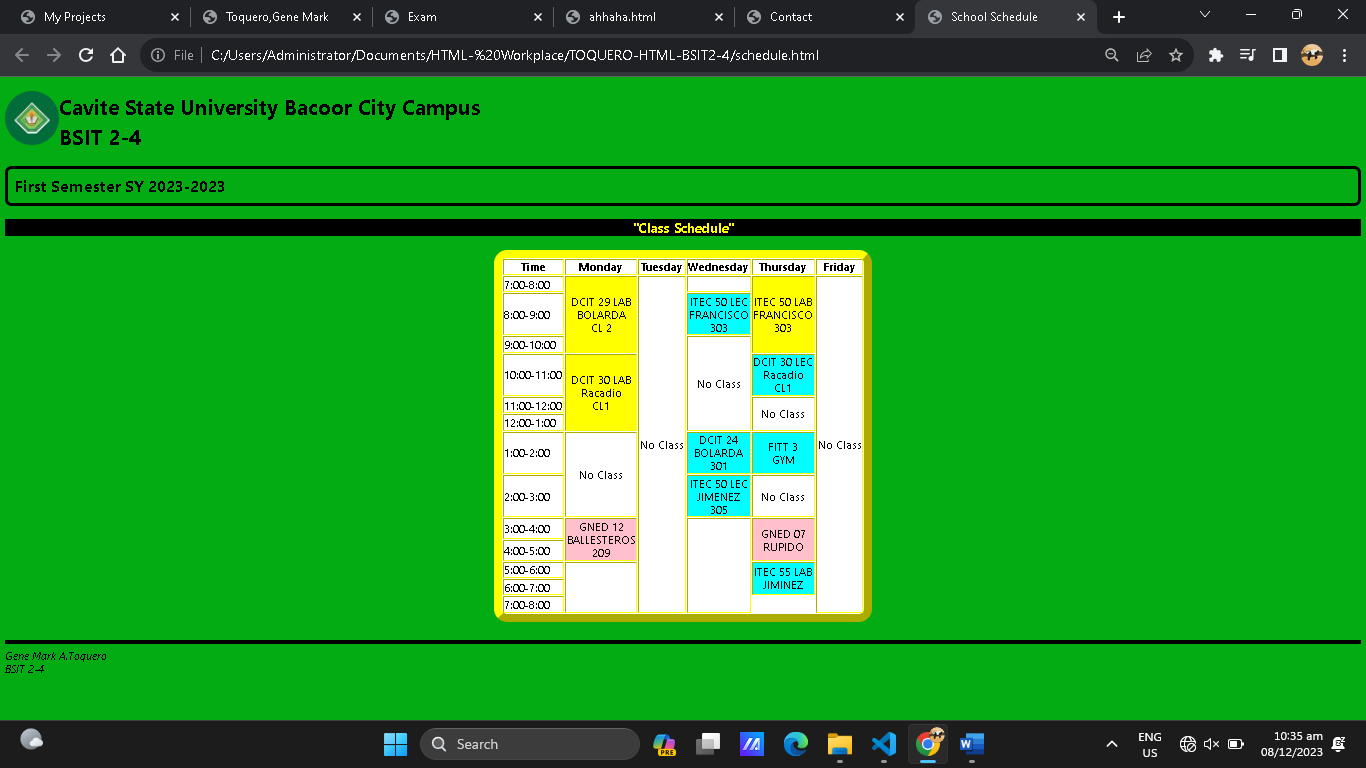 My Projects
Toquero,Gene Mark
Exam
ahhaha.html
Contact
School Schedule
File
C:/Users/Administrator/Documents/HTML-%20Workplace/TOQUERO-HTML-BSIT2-4/schedule.html
Cavite State University Bacoor City Campus
BSIT 2-4
First Semester SY 2023-2023
"Class Schedule"
Time Monday Tuesday Wednesday Thursday Friday
7:00-8:00
8:00-9:00
9:00-10:00
10:00-11:00
11:00-12:00
12:00-1:00
1:00-2:00
2:00-3:00
3:00-4:00
4:00-5:00
5:00-6:00
6:00-7:00
7:00-8:00
DCIT 29 LAB
BOLARDA
CL 2
DCIT 30 LAB
Racadio
CL1
No Class
GNED 12
BALLESTEROS
209
No Class
ITEC 50 LEC
FRANCISCO
303
No Class
DCIT 24
BOLARDA
301
ITEC 50 LEC
JIMENEZ
305
ITEC 50 LAB
FRANCISCO
303
DCIT 30 LEC
Racadio
CL1
No Class
FITT 3
GYM
No Class
GNED 07
RUPIDO
ITEC 55 LAB
JIMINEZ
No Class
Gene Mark A.Toquero
BSIT 2-4
Search
PRE
ENG
US
10:35 am
08/12/2023